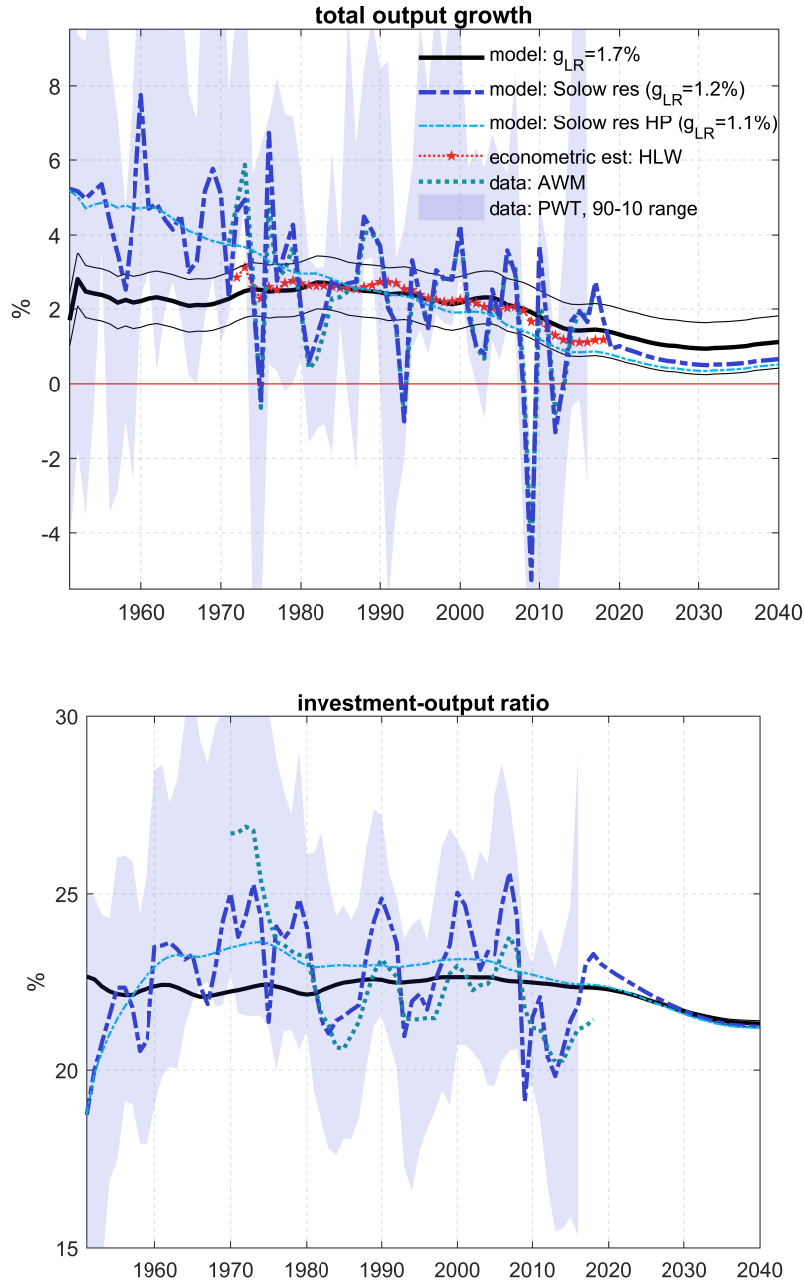 total output growth
model: gLR=1.7%
model: Solow res (gLR=1.2%)
model: Solow res HP (gLR=1.1%)
econometric est: HLW
data: AWM
data: PWT, 90-10 range
%
8
6
4
2
0
-2
-4
1960 1970 1980 1990 2000 2010 2020 2030 2040
investment-output ratio
%
30
25
20
15
1960 1970 1980 1990 2000 2010 2020 2030 2040